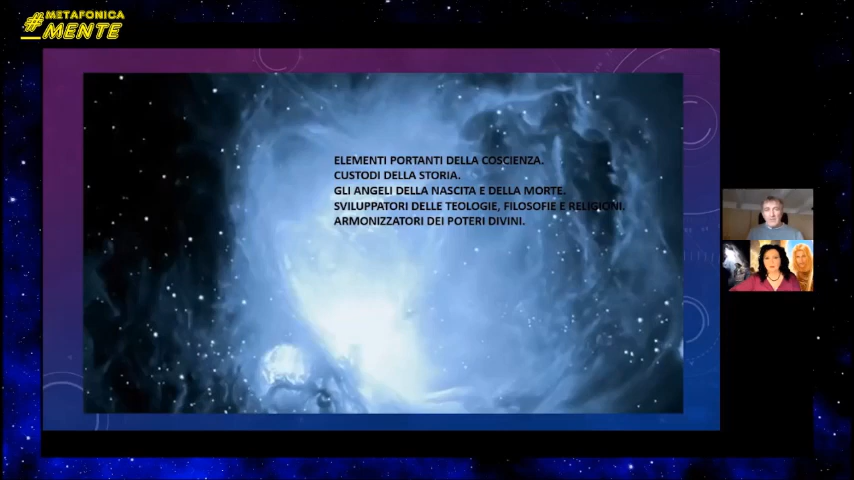 #METAFONICA
_MENTE
ELEMENTI PORTANTI DELLA COSCIENZA.
CUSTODI DELLA STORIA.
GLI ANGELI DELLA NASCITA E DELLA MORTE.
SVILUPPATORI DELLE TEOLOGIE, FILOSOFIE E RELIGIONI.
ARMONIZZATORI DEI POTERI DIVINI.